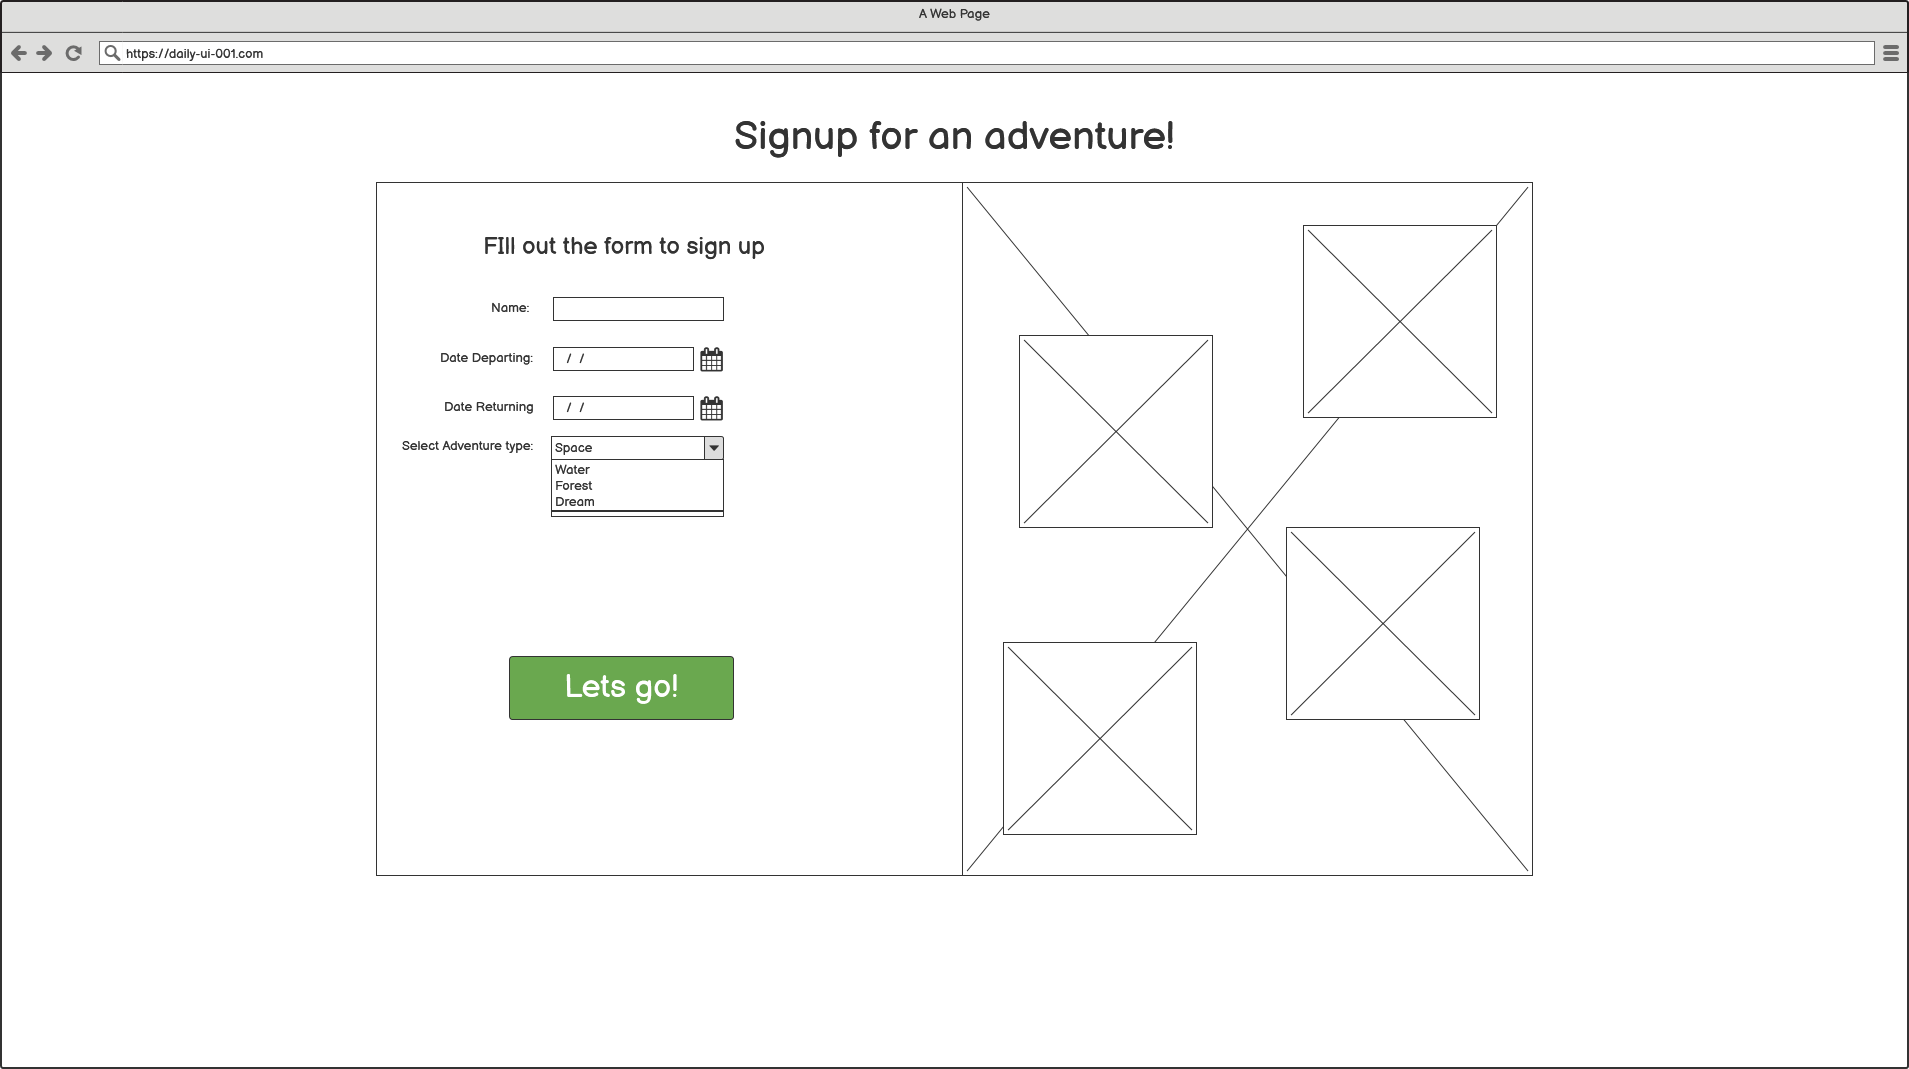 A Web Page
https://daily-ui-001.com
Signup for an adventure!
FIll out the form to sign up
Name:
Date Departing: / /
Date Returning / /
Select Adventure type: Space
Water
Forest
Dream
Lets go!